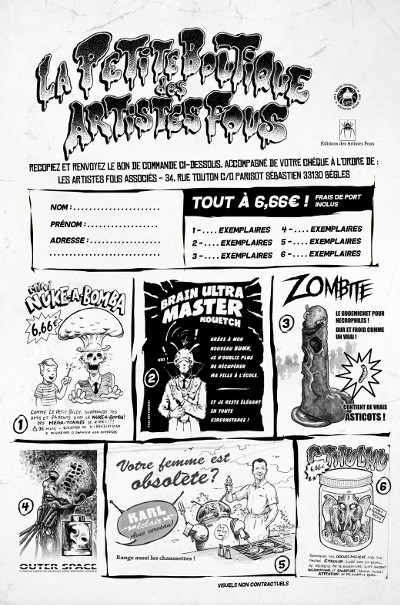 LA PETITE BOUTIQUE
des
ARTISTES FOUS
Éditions des Artistes Fous
RECOPIEZ ET RENVOYEZ LE BON DE COMMANDE CI-DESSOUS, ACCOMPAGNÉ DE VOTRE CHÈQUE À L'ORDRE DE :
LES ARTISTES FOUS ASSOCIÉS - 34, RUE TOUTON C/O PARISOT SÉBASTIEN 33130 BÈGLES
NOM : . . . . . . . . . . . . . . . . . . . .
PRÉNOM : . . . . . . . . . . . . . . . . .
ADRESSE : . . . . . . . . . . . . . . . .
TOUT À 6,66€ ! FRAIS DE PORT INCLUS
1 - . . . . EXEMPLAIRES 4 - . . . . EXEMPLAIRES
2 - . . . . EXEMPLAIRES 5 - . . . . EXEMPLAIRES
3 - . . . . EXEMPLAIRES 6 - . . . . EXEMPLAIRES
MINI
NUKE-A-BOMBA
6,66€
1
BRAIN ULTRA
MASTER
KOUETCH
GRÂCE À MON
NOUVEAU BUMK,
JE N'OUBLIE PLUS
DE RÉCUPÉRER
MA FILLE À L'ÉCOLE.
ET JE RESTE ÉLÉGANT
EN TOUTE
CIRCONSTANCE !
2
ZOMBITE
3
LE GODEMICHET POUR
NECROPHILES !
DUR ET FROID COMME
UN VRAI !
CONTIENT DE VRAIS
ASTICOTS !
4
OUTER SPACE
Votre femme est
obsolète?
KARL
éclair
Range aussi les chaussettes !
5
6
VISUELS NON CONTRACTUELS